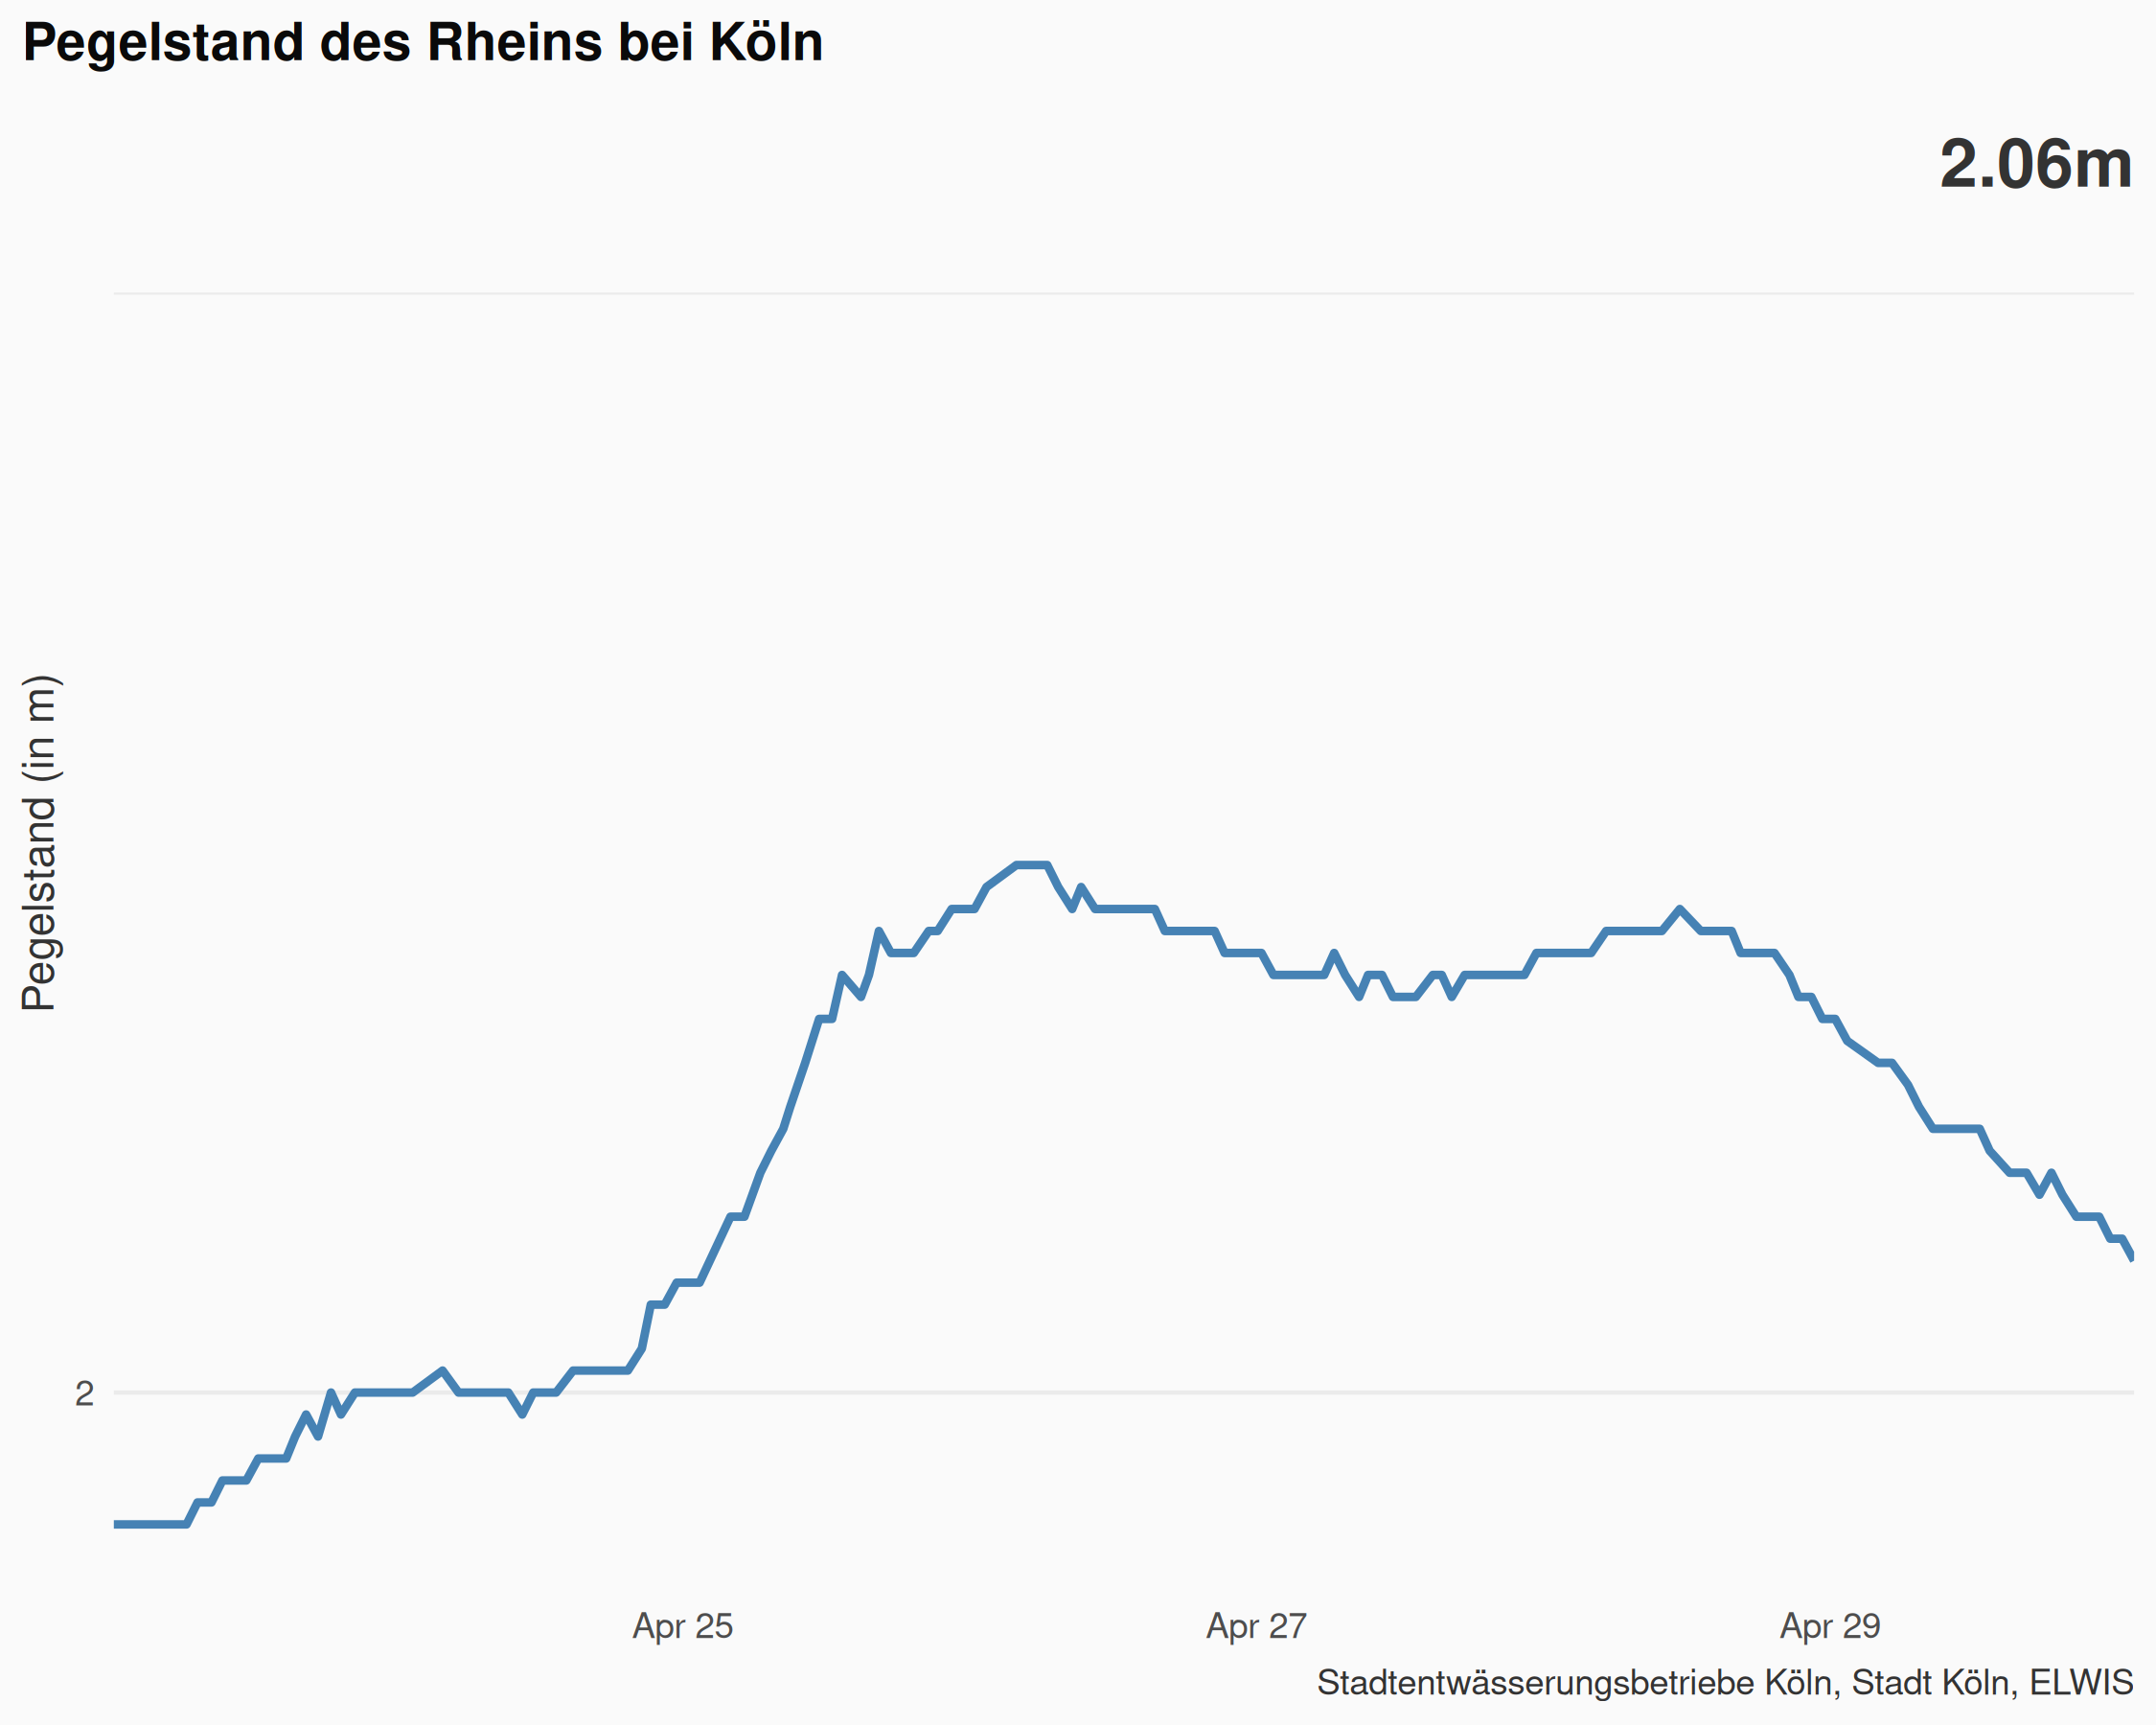 Pegelstand des Rheins bei Köln
2.06m
Pegelstand (in m)
2
Apr 25
Apr 27
Apr 29
Stadtentwässerungsbetriebe Köln, Stadt Köln, ELWIS